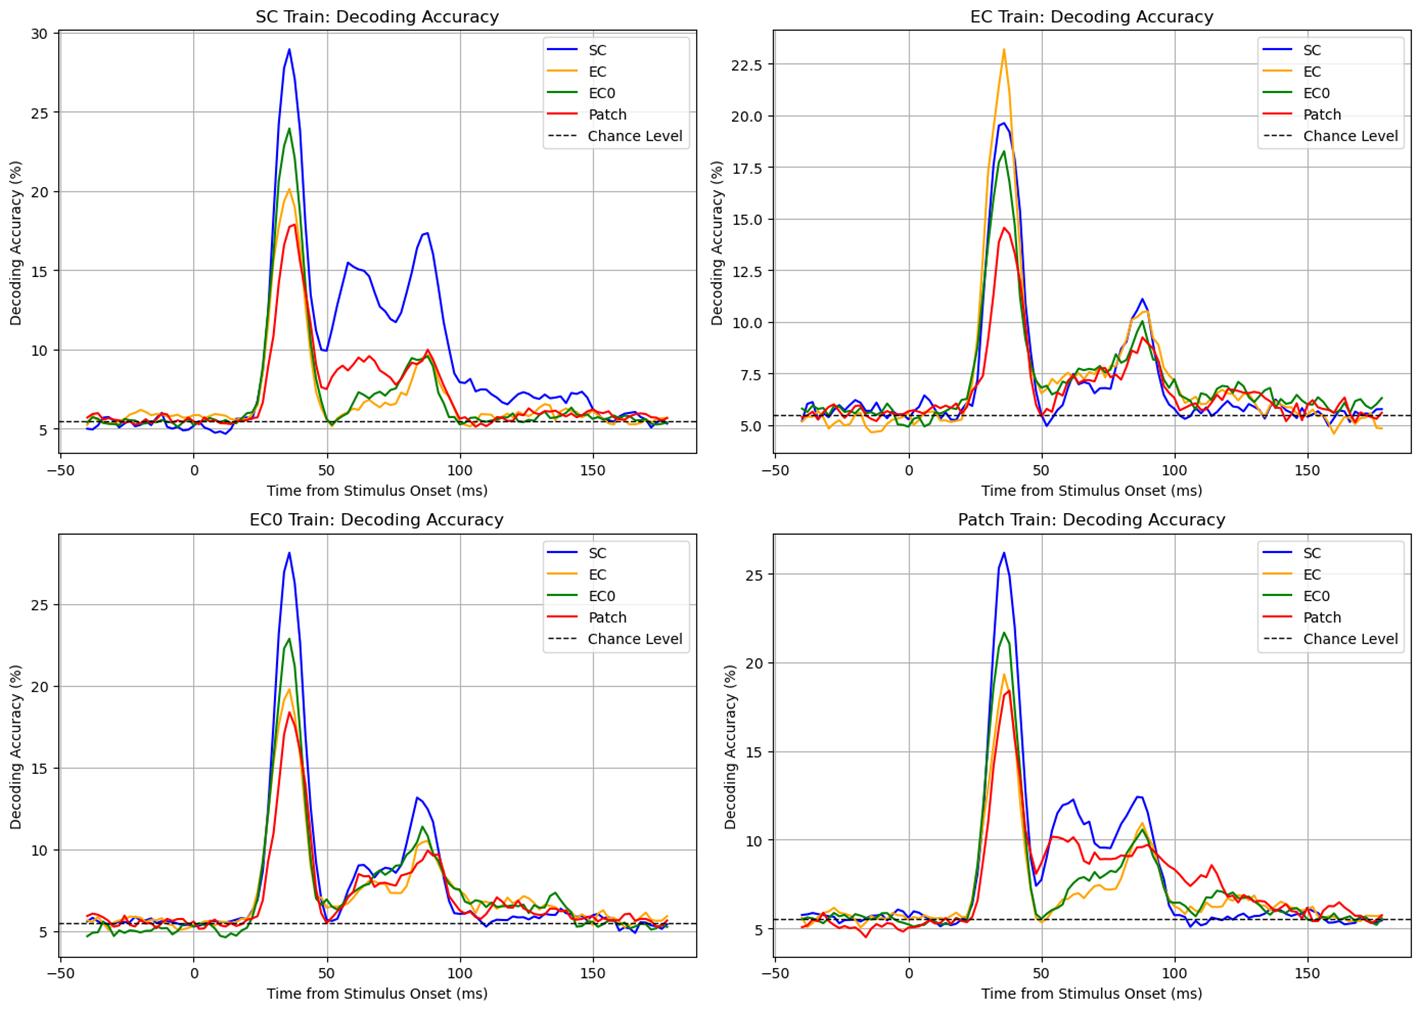 SC Train: Decoding Accuracy
30
25
20
15
10
5
Decoding Accuracy (%)
−50 0 50 100 150
Time from Stimulus Onset (ms)
SC
EC
EC0
Patch
Chance Level
EC Train: Decoding Accuracy
22.5
20.0
17.5
15.0
12.5
10.0
7.5
5.0
Decoding Accuracy (%)
−50 0 50 100 150
Time from Stimulus Onset (ms)
SC
EC
EC0
Patch
Chance Level
EC0 Train: Decoding Accuracy
25
20
15
10
5
Decoding Accuracy (%)
−50 0 50 100 150
Time from Stimulus Onset (ms)
SC
EC
EC0
Patch
Chance Level
Patch Train: Decoding Accuracy
25
20
15
10
5
Decoding Accuracy (%)
−50 0 50 100 150
Time from Stimulus Onset (ms)
SC
EC
EC0
Patch
Chance Level